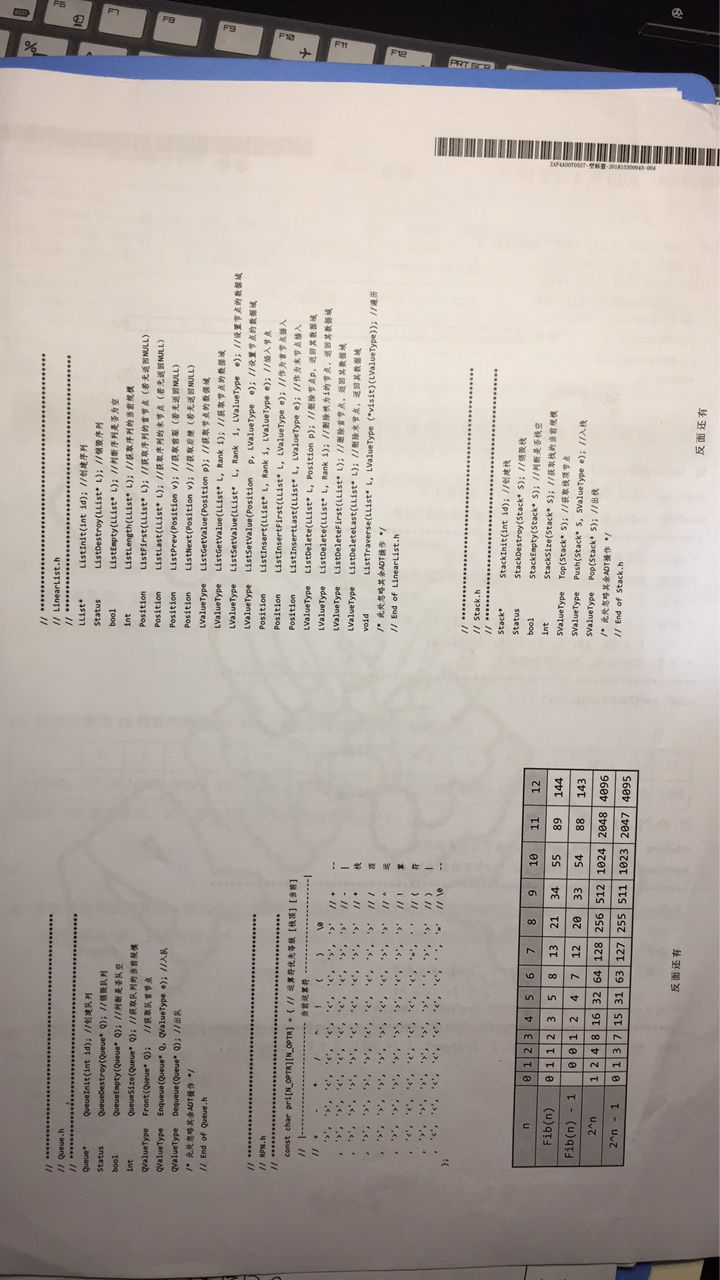 F6
F7
F8
F9
F10
F11
F12
PRT SCR
%
// Queue.h
Queue* QueueInit(int id); //创建队列
Status QueueDestroy(Queue* Q); //销毁队列
bool QueueEmpty(Queue* Q); //判断是否队空
int QueueSize(Queue* Q); //获取队列的当前规模
QValueType Front(Queue* Q); //获取队首节点
QValueType Enqueue(Queue* Q, QValueType e); //入队
QValueType Dequeue(Queue* Q); //出队
/* 此处忽略其余ADT操作 */
// End of Queue.h
// RPN.h
const char pri[N_OPTR][N_OPTR] = { // 运算符优先等级 [栈顶] [当前]
// |-------------------- 当前运算符 --------------------|
// + - * / ^ ! ( ) \0
'>', '>', '<', '<', '<', '<', '<', '>', '>', // + --
'>', '>', '<', '<', '<', '<', '<', '>', '>', // - |
'>', '>', '>', '>', '<', '<', '<', '>', '>', // * 栈
'>', '>', '>', '>', '<', '<', '<', '>', '>', // / 顶
'>', '>', '>', '>', '>', '<', '<', '>', '>', // ^ 运
'>', '>', '>', '>', '>', '>', ' ', '>', '>', // ! 算
'<', '<', '<', '<', '<', '<', '<', '=', ' ', // ( 符
' ', ' ', ' ', ' ', ' ', ' ', ' ', ' ', ' ', // ) |
'<', '<', '<', '<', '<', '<', '<', ' ', '=', // \0 --
};
n 0 1 2 3 4 5 6 7 8 9 10 11 12
Fib(n) 0 1 1 2 3 5 8 13 21 34 55 89 144
Fib(n) - 1 0 0 1 2 4 7 12 20 33 54 88 143
2^n 1 2 4 8 16 32 64 128 256 512 1024 2048 4096
2^n - 1 0 1 3 7 15 31 63 127 255 511 1023 2047 4095
反面还有
// LinearList.h
LList* ListInit(int id); //创建序列
Status ListDestroy(LList* L); //销毁序列
bool ListEmpty(LList* L); //判断序列是否为空
int ListLength(LList* L); //获取序列的当前规模
Position ListFirst(LList* L); //获取序列的首节点 (若无返回NULL)
Position ListLast(LList* L); //获取序列的末节点 (若无返回NULL)
Position ListPrev(Position v); //获取前驱 (若无返回NULL)
Position ListNext(Position v); //获取后继 (若无返回NULL)
LValueType ListGetValue(Position p); //获取节点的数据域
LValueType ListGetValue(LList* L, Rank i); //获取节点的数据域
LValueType ListSetValue(LList* L, Rank i, LValueType e); //设置节点的数据域
LValueType ListSetValue(Position p, LValueType e); //设置节点的数据域
Position ListInsert(LList* L, Rank i, LValueType e); //插入节点
Position ListInsertFirst(LList* L, LValueType e); //作为首节点插入
Position ListInsertLast(LList* L, LValueType e); //作为末节点插入
LValueType ListDelete(LList* L, Position p); //删除节点p, 返回其数据域
LValueType ListDelete(LList* L, Rank i); //删除秩为i的节点, 返回其数据域
LValueType ListDeleteFirst(LList* L); //删除首节点, 返回其数据域
LValueType ListDeleteLast(LList* L); //删除末节点, 返回其数据域
void ListTraverse(LList* L, LValueType (*visit)(LValueType)); //遍历
/* 此处忽略其余ADT操作 */
// End of LinearList.h
// Stack.h
Stack* StackInit(int id); //创建栈
Status StackDestroy(Stack* S); //销毁栈
bool StackEmpty(Stack* S); //判断是否栈空
int StackSize(Stack* S); //获取栈的当前规模
SValueType Top(Stack* S); //获取栈顶节点
SValueType Push(Stack* S, SValueType e); //入栈
SValueType Pop(Stack* S); //出栈
/* 此处忽略其余ADT操作 */
// End of Stack.h
反面还有